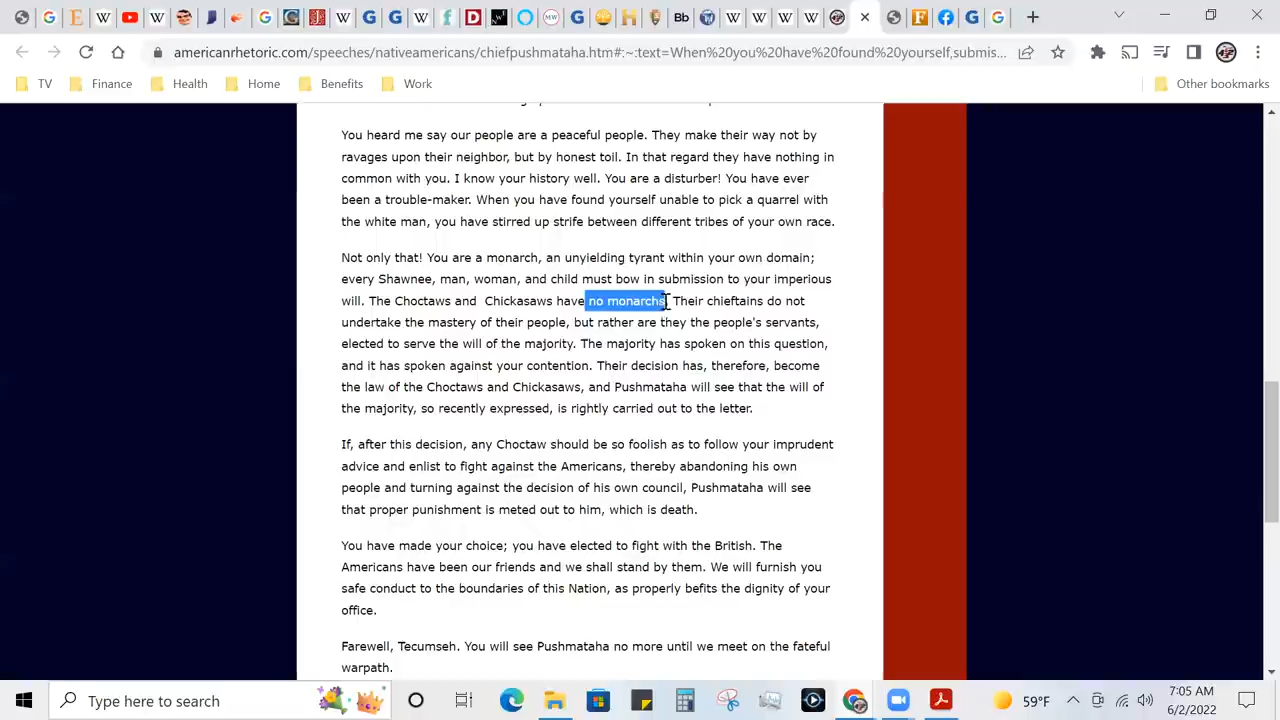 americanrhetoric.com/speeches/nativeamericans/chiefpushmataha.htm#:~:text=When%20you%20have%20found%20yourself,submis...
TV Finance Health Home Benefits Work Other bookmarks
You heard me say our people are a peaceful people. They make their way not by
ravages upon their neighbor, but by honest toil. In that regard they have nothing in
common with you. I know your history well. You are a disturber! You have ever
been a trouble-maker. When you have found yourself unable to pick a quarrel with
the white man, you have stirred up strife between different tribes of your own race.
Not only that! You are a monarch, an unyielding tyrant within your own domain;
every Shawnee, man, woman, and child must bow in submission to your imperious
will. The Choctaws and  Chickasaws have no monarchs. Their chieftains do not
undertake the mastery of their people, but rather are they the people's servants,
elected to serve the will of the majority. The majority has spoken on this question,
and it has spoken against your contention. Their decision has, therefore, become
the law of the Choctaws and Chickasaws, and Pushmataha will see that the will of
the majority, so recently expressed, is rightly carried out to the letter.
If, after this decision, any Choctaw should be so foolish as to follow your imprudent
advice and enlist to fight against the Americans, thereby abandoning his own
people and turning against the decision of his own council, Pushmataha will see
that proper punishment is meted out to him, which is death.
You have made your choice; you have elected to fight with the British. The
Americans have been our friends and we shall stand by them. We will furnish you
safe conduct to the boundaries of this Nation, as properly befits the dignity of your
office.
Farewell, Tecumseh. You will see Pushmataha no more until we meet on the fateful
warpath.
Type here to search
59°F
7:05 AM
6/2/2022